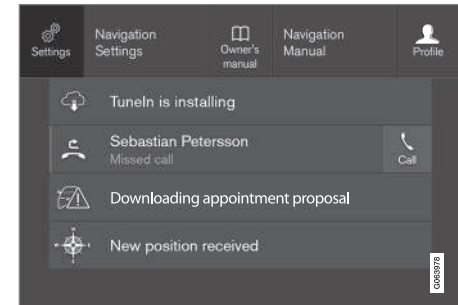 Settings
Navigation
Settings
Owner's
manual
Navigation
Manual
Profile
TuneIn is installing
Sebastian Petersson
Missed call
Call
Downloading appointment proposal
New position received
G063978